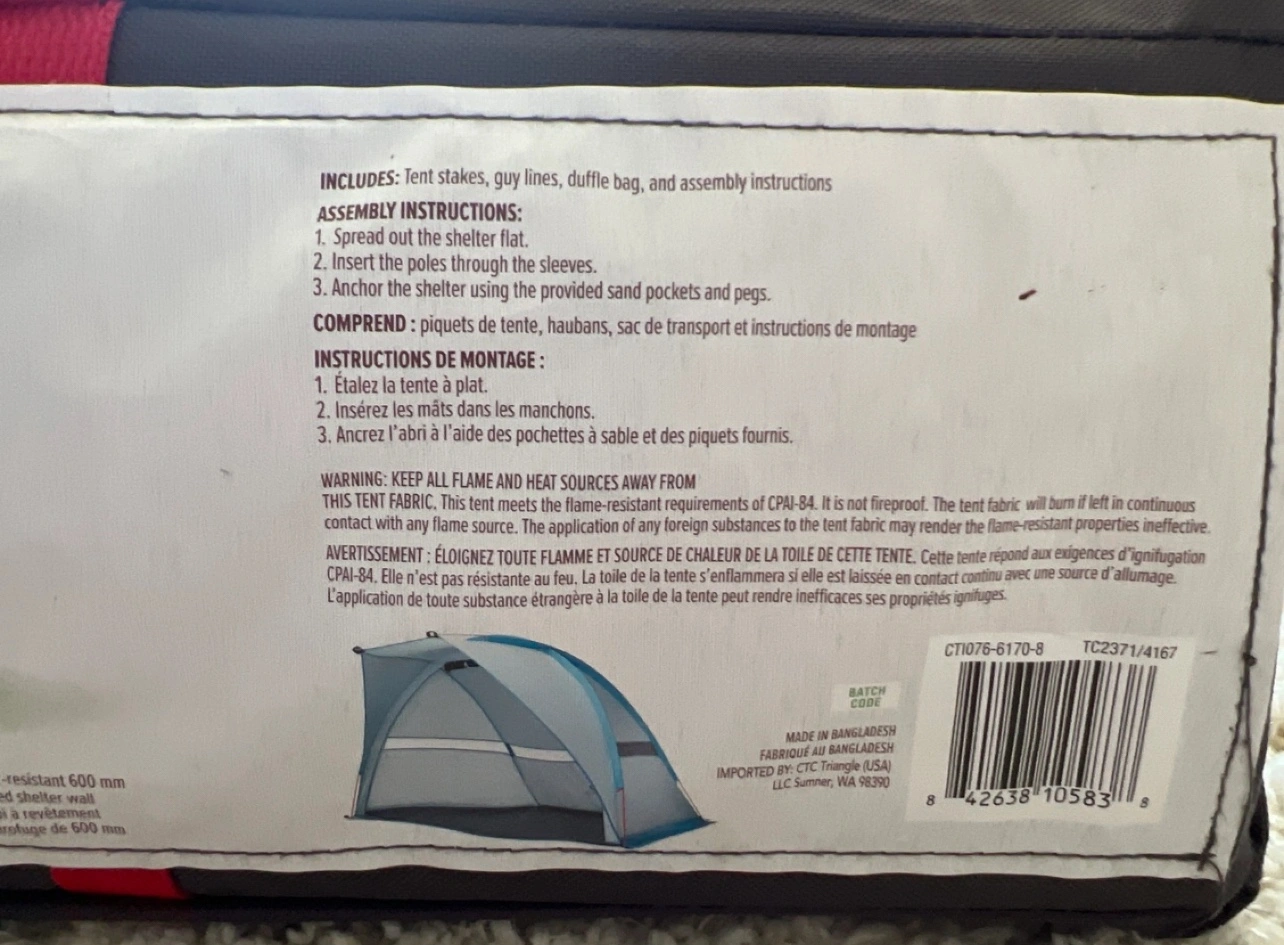 INCLUDES: Tent stakes, guy lines, duffle bag, and assembly instructions
ASSEMBLY INSTRUCTIONS:
1. Spread out the shelter flat.
2. Insert the poles through the sleeves.
3. Anchor the shelter using the provided sand pockets and pegs.
COMPREND : piquets de tente, haubans, sac de transport et instructions de montage
INSTRUCTIONS DE MONTAGE :
1. Étalez la tente à plat.
2. Insérez les mâts dans les manchons.
3. Ancrez l'abri à l'aide des pochettes à sable et des piquets fournis.
WARNING: KEEP ALL FLAME AND HEAT SOURCES AWAY FROM
THIS TENT FABRIC. This tent meets the flame-resistant requirements of CPAI-84. It is not fireproof. The tent fabric will burn if left in continuous
contact with any flame source. The application of any foreign substances to the tent fabric may render the flame-resistant properties ineffective.
AVERTISSEMENT : ÉLOIGNEZ TOUTE FLAMME ET SOURCE DE CHALEUR DE LA TOILE DE CETTE TENTE. Cette tente répond aux exigences d'ignifugation
CPAI-84. Elle n'est pas résistante au feu. La toile de la tente s'enflammera si elle est laissée en contact continu avec une source d'allumage.
L'application de toute substance étrangère à la toile de la tente peut rendre inefficaces ses propriétés ignifuges.
-resistant 600 mm
ed shelter wall
à revêtement
de 600 mm
BATCH
CODE
MADE IN BANGLADESH
FABRIQUÉ AU BANGLADESH
IMPORTED BY: CTC Triangle (USA)
LLC Sumner, WA 98390
CTI076-6170-8 TC2371/4167
8 42638 10583 8